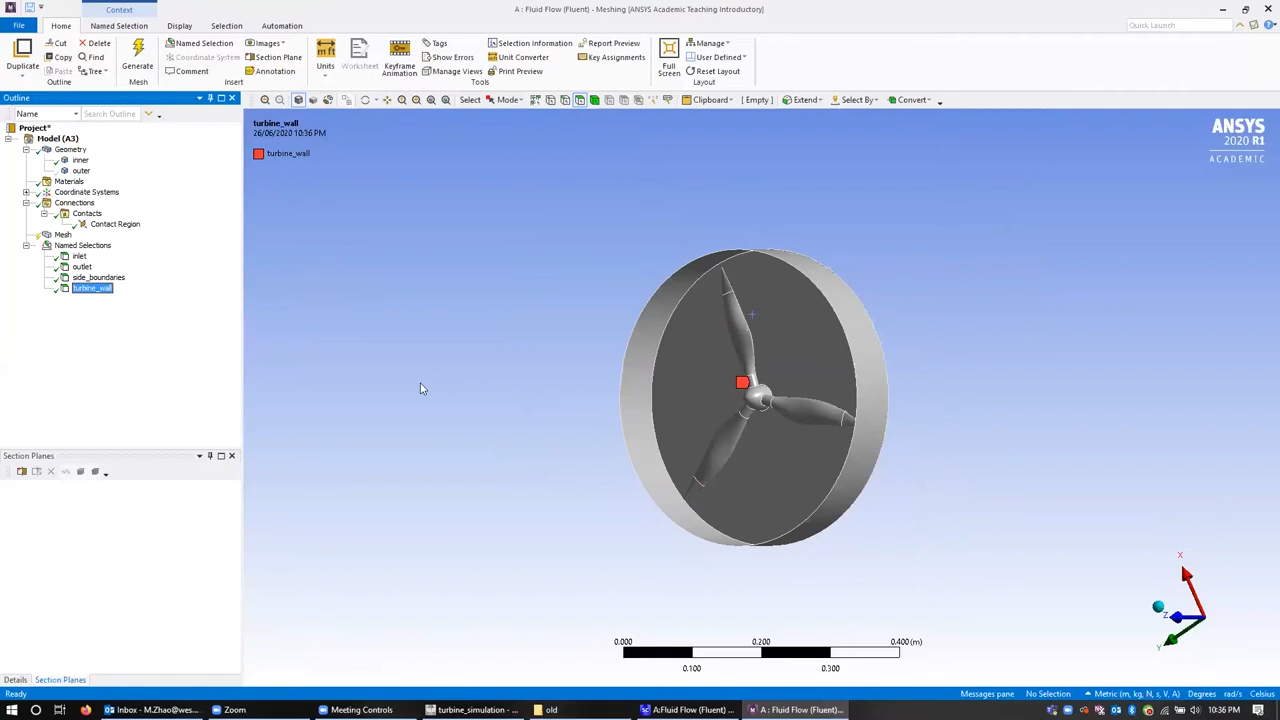 Context
A : Fluid Flow (Fluent) - Meshing [ANSYS Academic Teaching Introductory]
File Home Named Selection Display Selection Automation Quick Launch
Cut Delete Named Selection Images Tags Selection Information Report Preview Manage
Copy Find Coordinate System Section Plane Show Errors Unit Converter Key Assignments User Defined
Duplicate Paste Tree Generate Comment Annotation Units Worksheet Keyframe Animation Manage Views Print Preview Full Screen Reset Layout
Outline Mesh Insert Tools Layout
Outline
Select Mode Clipboard [ Empty ] Extend Select By Convert
Name Search Outline
Project*
Model (A3)
Geometry
inner
outer
Materials
Coordinate Systems
Connections
Contacts
Contact Region
Mesh
Named Selections
inlet
outlet
side_boundaries
turbine_wall
turbine_wall
26/06/2020 10:36 PM
turbine_wall
ANSYS
2020 R1
ACADEMIC
Section Planes
X
Z
Y
0.000 0.200 0.400 (m)
0.100 0.300
Details Section Planes
Ready Messages pane No Selection Metric (m, kg, N, s, V, A) Degrees rad/s Celsius
Inbox - M.Zhao@wes... Zoom Meeting Controls turbine_simulation - ... old A:Fluid Flow (Fluent) ... A : Fluid Flow (Fluent)... 10:36 PM